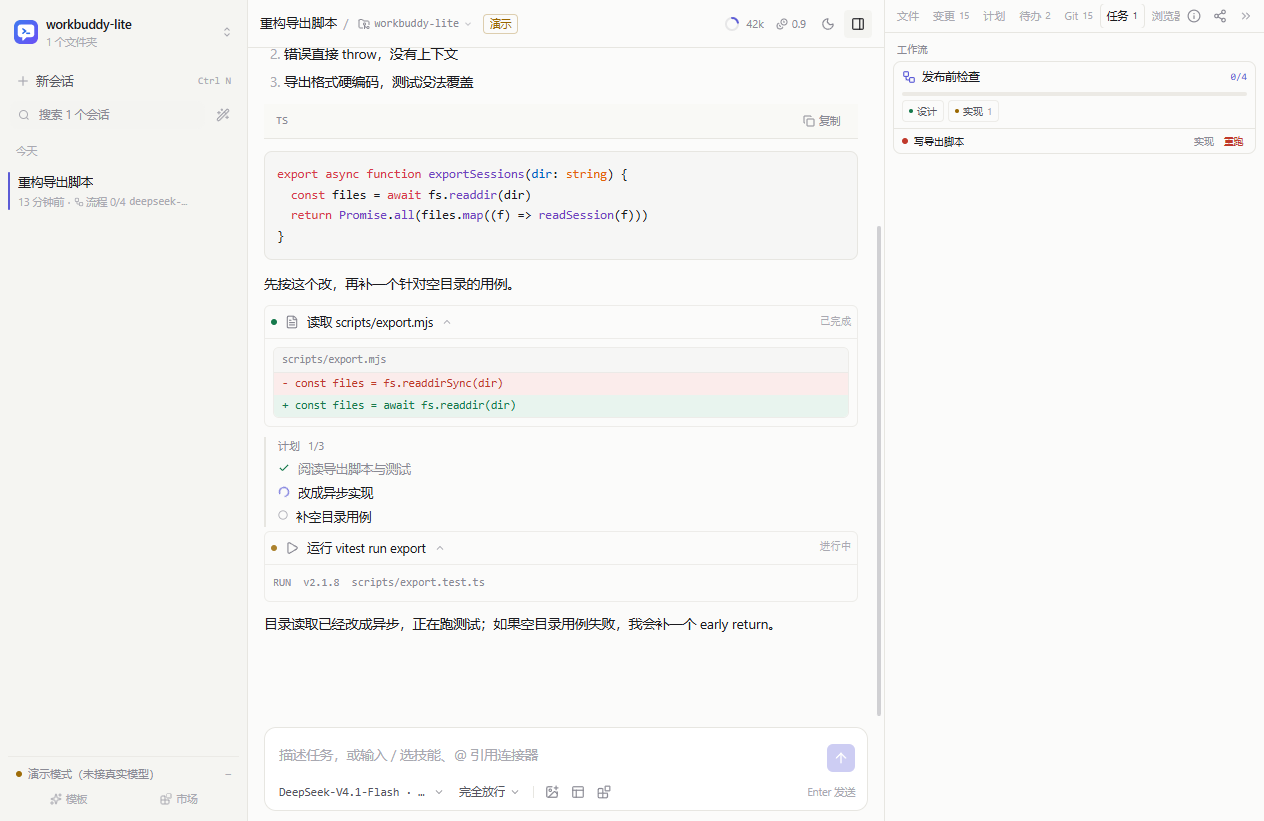 workbuddy-lite
1 个文件夹
新会话 Ctrl N
搜索 1 个会话
今天
重构导出脚本
13 分钟前 · 流程 0/4 deepseek-…
演示模式（未接真实模型）
模板 市场
重构导出脚本 / workbuddy-lite 演示 42k 0.9
2. 错误直接 throw，没有上下文
3. 导出格式硬编码，测试没法覆盖
TS 复制
export async function exportSessions(dir: string) {
const files = await fs.readdir(dir)
return Promise.all(files.map((f) => readSession(f)))
}
先按这个改，再补一个针对空目录的用例。
读取 scripts/export.mjs 已完成
scripts/export.mjs
- const files = fs.readdirSync(dir)
+ const files = await fs.readdir(dir)
计划 1/3
阅读导出脚本与测试
改成异步实现
补空目录用例
运行 vitest run export 进行中
RUN v2.1.8 scripts/export.test.ts
目录读取已经改成异步，正在跑测试；如果空目录用例失败，我会补一个 early return。
描述任务，或输入 / 选技能、@ 引用连接器
DeepSeek-V4.1-Flash · … 完全放行 Enter 发送
文件 变更 15 计划 待办 2 Git 15 任务 1 浏览
工作流
发布前检查 0/4
设计 实现 1
写导出脚本 实现 重跑